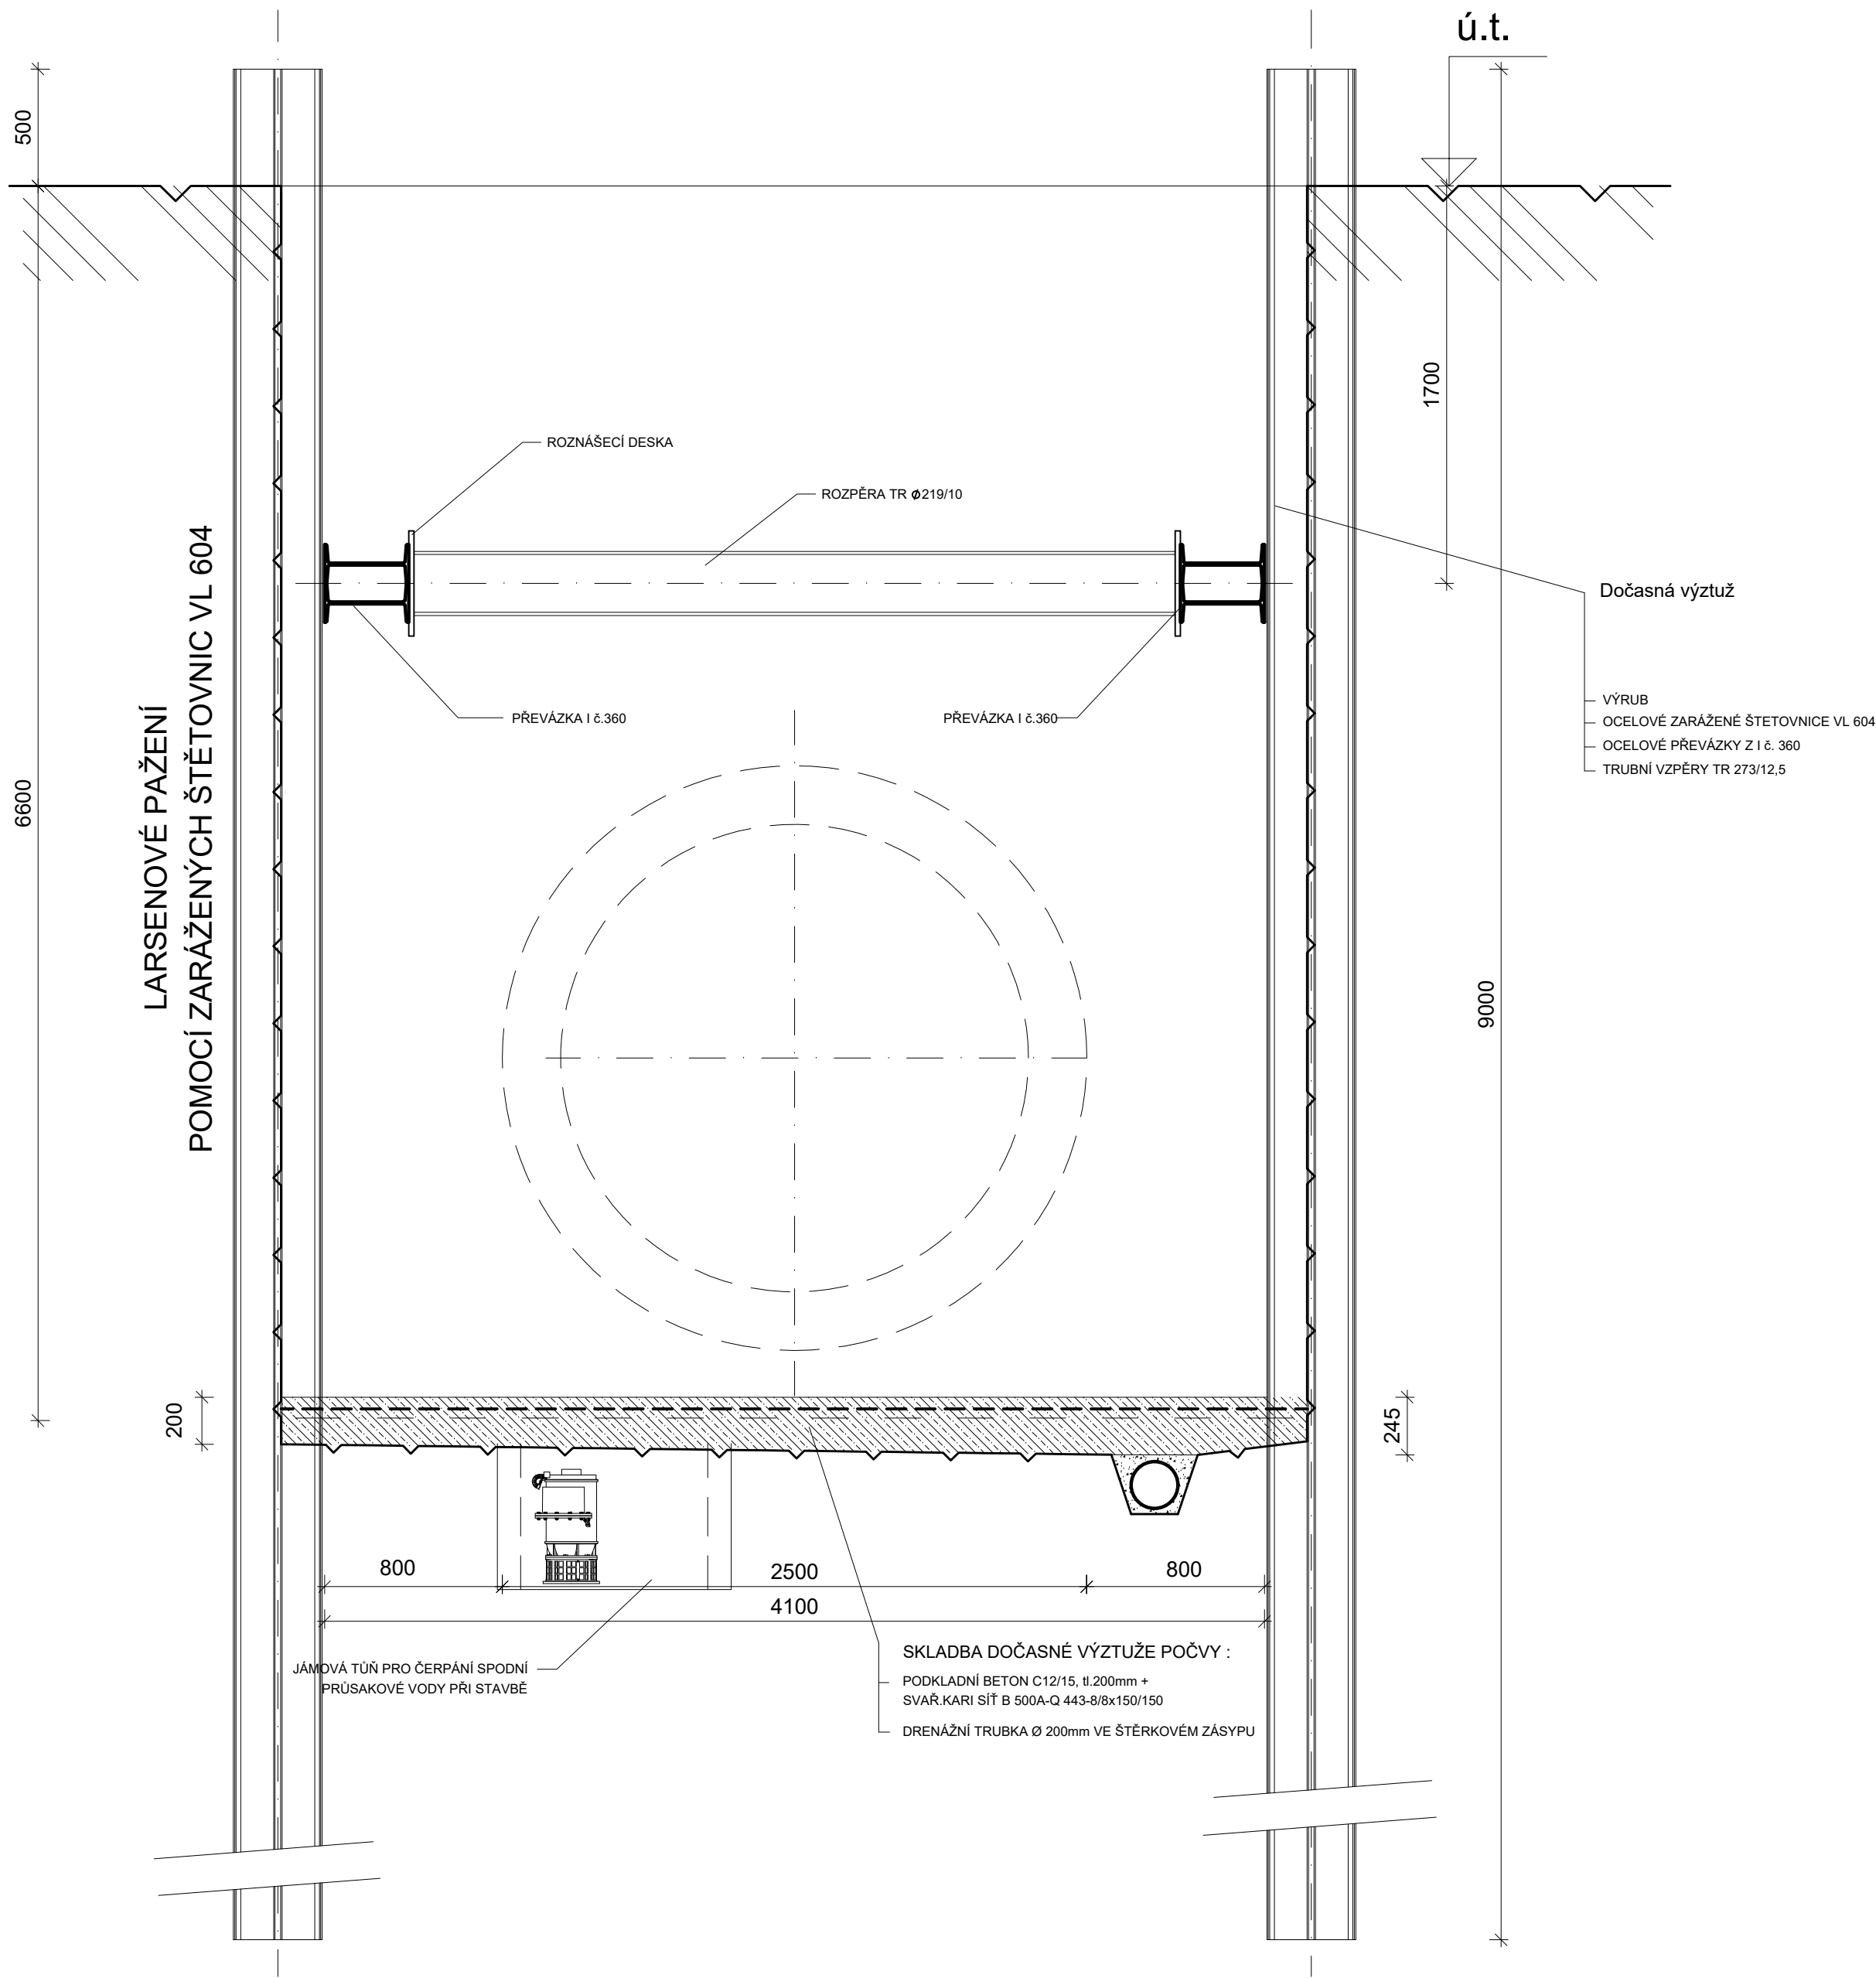 ú.t.
500
1700
ROZNÁŠECÍ DESKA
ROZPĚRA TR Ø219/10
LARSENOVÉ PAŽENÍ
POMOCÍ ZARÁŽENÝCH ŠTĚTOVNIC VL 604
Dočasná výztuž
VÝRUB
OCELOVÉ ZARÁŽENÉ ŠTETOVNICE VL 604
OCELOVÉ PŘEVÁZKY Z I č. 360
TRUBNÍ VZPĚRY TR 273/12,5
PŘEVÁZKA I č.360
PŘEVÁZKA I č.360
6600
9000
200
245
800
2500
800
4100
JÁMOVÁ TŮŇ PRO ČERPÁNÍ SPODNÍ
PRŮSAKOVÉ VODY PŘI STAVBĚ
SKLADBA DOČASNÉ VÝZTUŽE POČVY :
PODKLADNÍ BETON C12/15, tl.200mm +
SVAŘ.KARI SÍŤ B 500A-Q 443-8/8x150/150
DRENÁŽNÍ TRUBKA Ø 200mm VE ŠTĚRKOVÉM ZÁSYPU